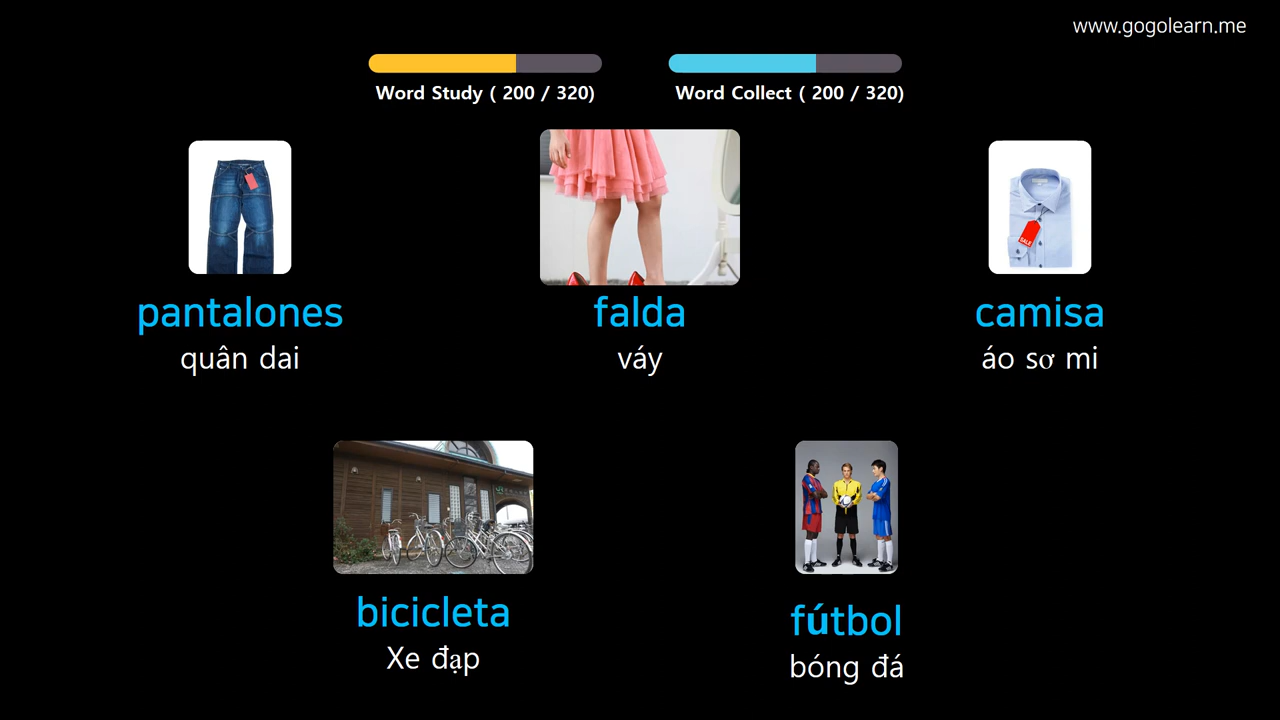 www.gogolearn.me
Word Study ( 200 / 320)
Word Collect ( 200 / 320)
pantalones
quân dai
falda
váy
camisa
áo sơ mi
SALE
bicicleta
Xe đạp
fútbol
bóng đá